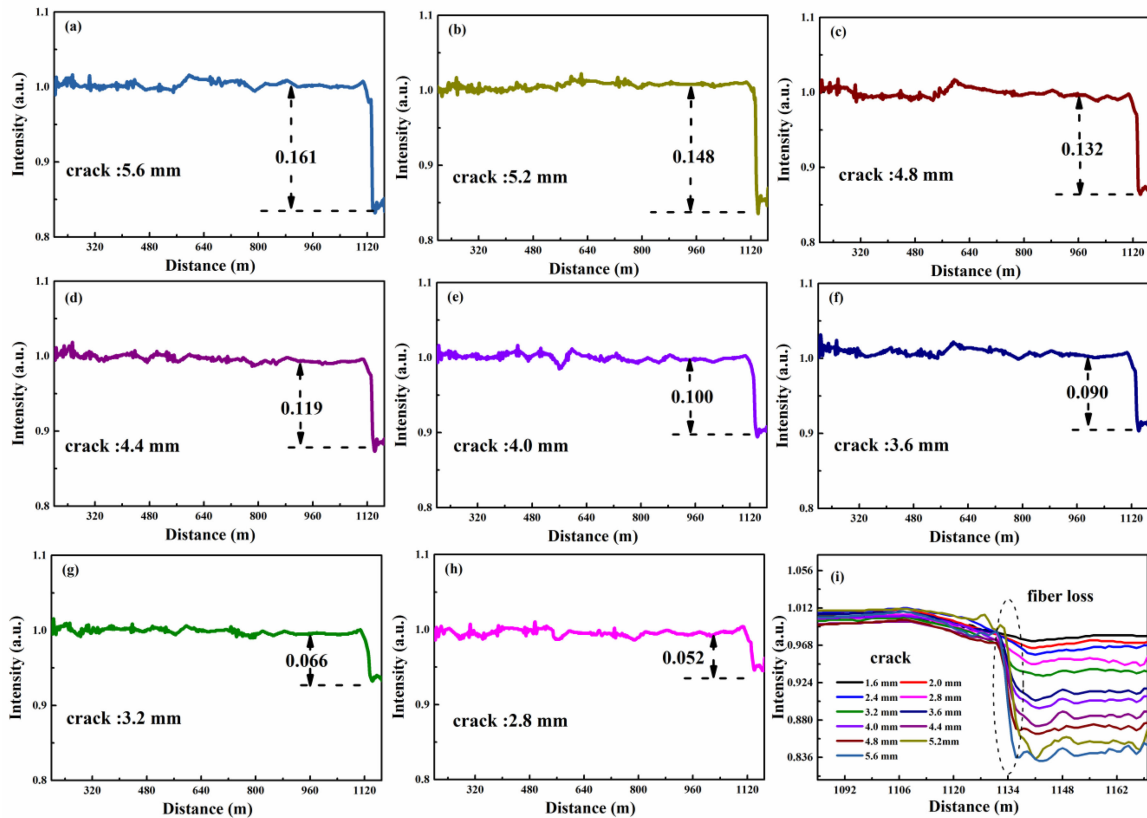 (a)
1.1
1.0
0.9
0.8
Intensity (a.u.)
0.161
crack :5.6 mm
320 480 640 800 960 1120
Distance (m)
(b)
1.1
1.0
0.9
0.8
Intensity (a.u.)
0.148
crack :5.2 mm
320 480 640 800 960 1120
Distance (m)
(c)
1.1
1.0
0.9
0.8
Intensity (a.u.)
0.132
crack :4.8 mm
320 480 640 800 960 1120
Distance (m)
(d)
1.1
1.0
0.9
0.8
Intensity (a.u.)
0.119
crack :4.4 mm
320 480 640 800 960 1120
Distance (m)
(e)
1.1
1.0
0.9
0.8
Intensity (a.u.)
0.100
crack :4.0 mm
320 480 640 800 960 1120
Distance (m)
(f)
1.1
1.0
0.9
0.8
Intensity (a.u.)
0.090
crack :3.6 mm
320 480 640 800 960 1120
Distance (m)
(g)
1.1
1.0
0.9
0.8
Intensity (a.u.)
0.066
crack :3.2 mm
320 480 640 800 960 1120
Distance (m)
(h)
1.1
1.0
0.9
0.8
Intensity (a.u.)
0.052
crack :2.8 mm
320 480 640 800 960 1120
Distance (m)
(i)
1.056
1.012
0.968
0.924
0.880
0.836
Intensity (a.u.)
fiber loss
crack
1.6 mm 2.0 mm
2.4 mm 2.8 mm
3.2 mm 3.6 mm
4.0 mm 4.4 mm
4.8 mm 5.2mm
5.6 mm
1092 1106 1120 1134 1148 1162
Distance (m)